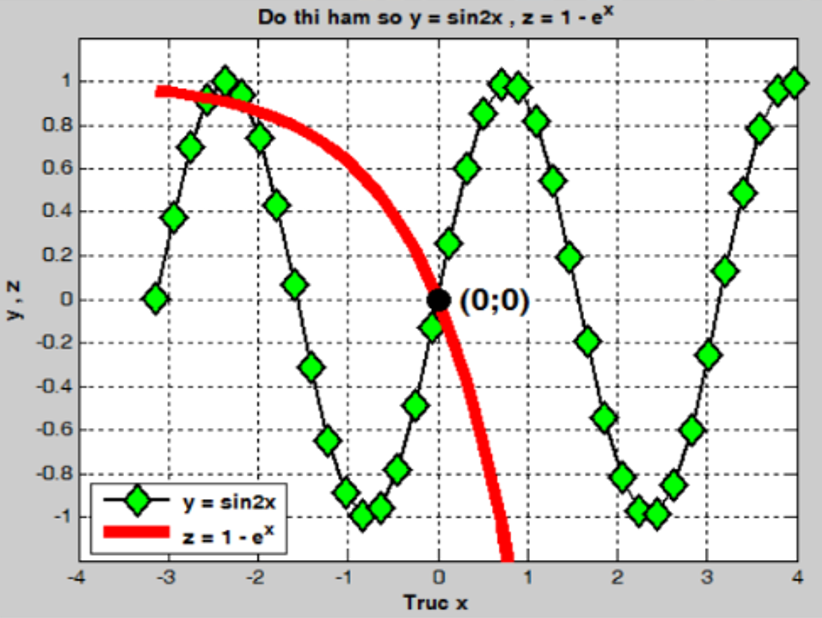 Do thi ham so y = sin2x , z = 1 - e^x
y , z
1
0.8
0.6
0.4
0.2
0
-0.2
-0.4
-0.6
-0.8
-1
(0;0)
y = sin2x
z = 1 - e^x
-4 -3 -2 -1 0 1 2 3 4
Truc x